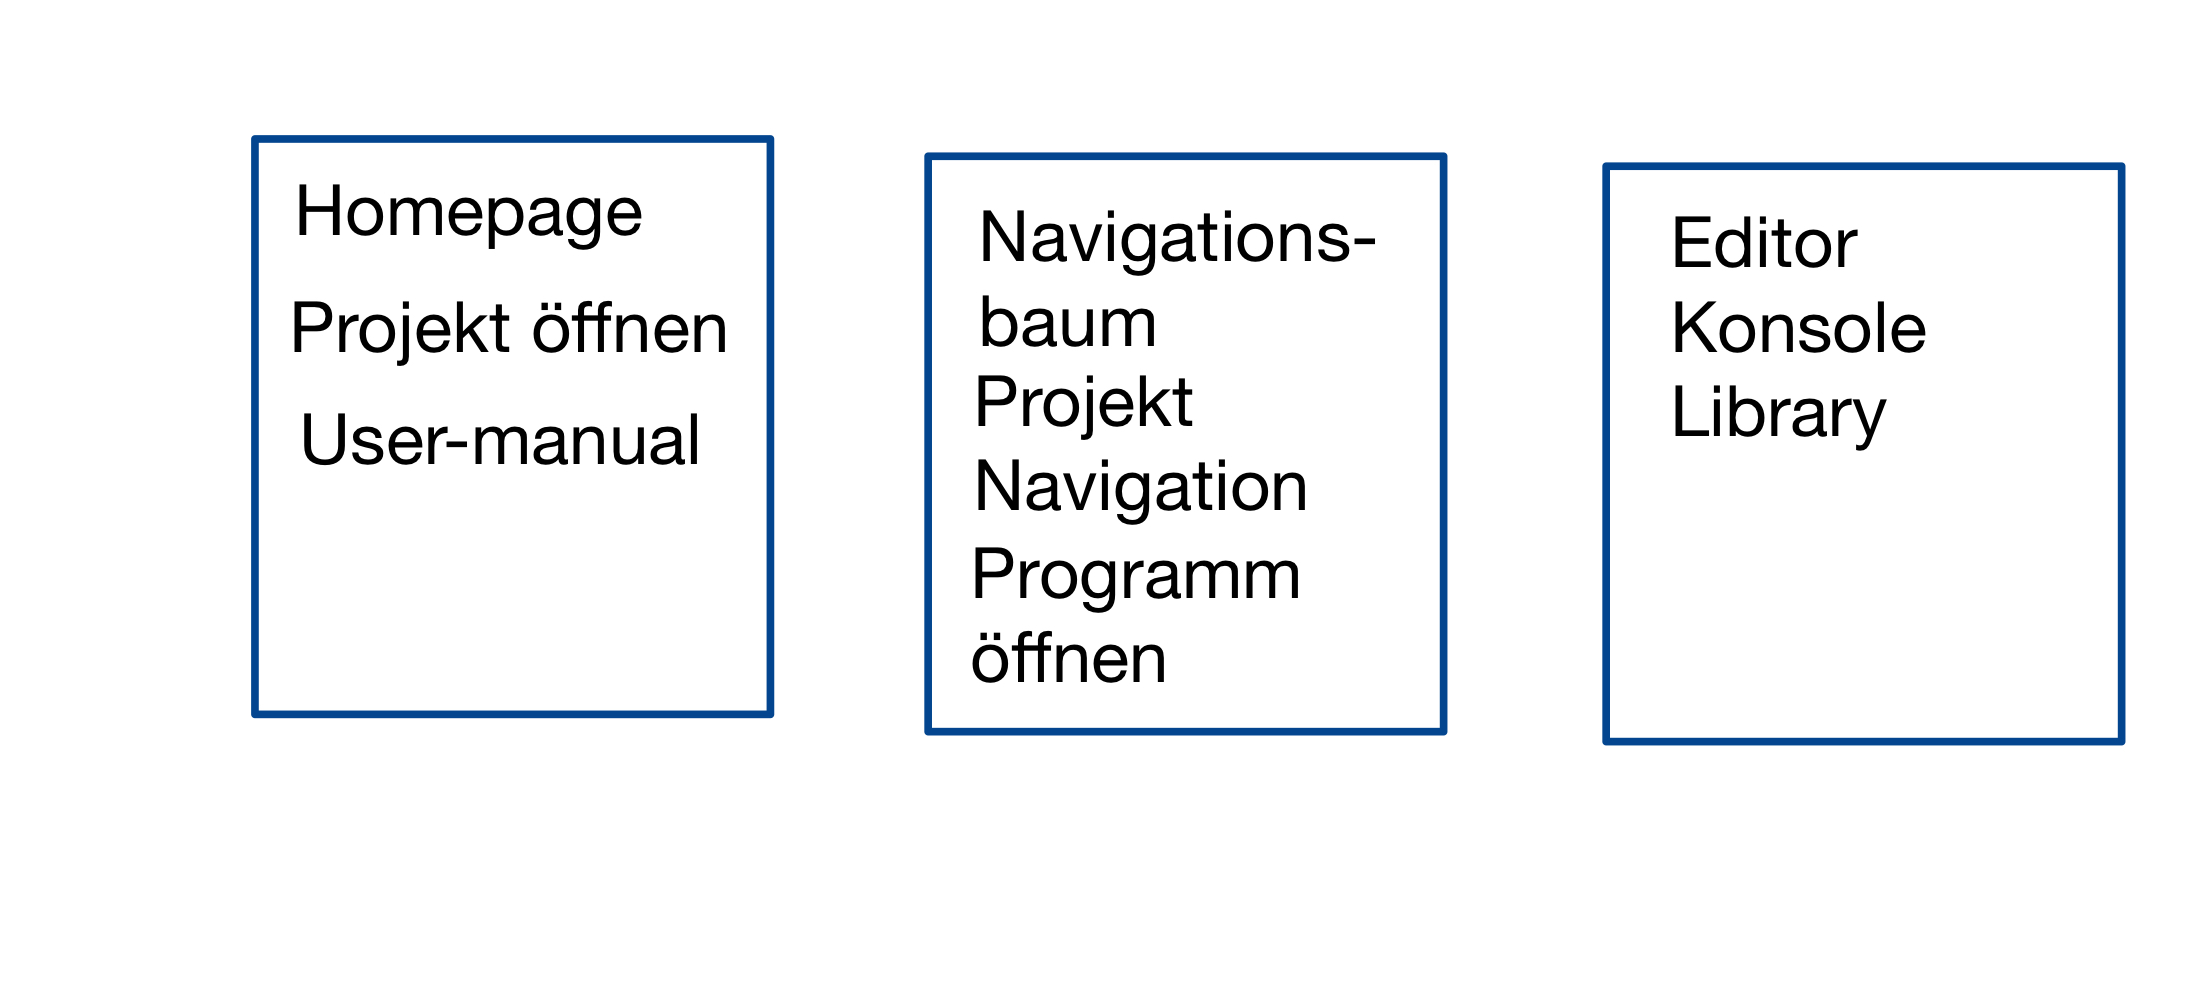 Homepage
Projekt öffnen
User-manual
Navigations-
baum
Projekt
Navigation
Programm
öffnen
Editor
Konsole
Library